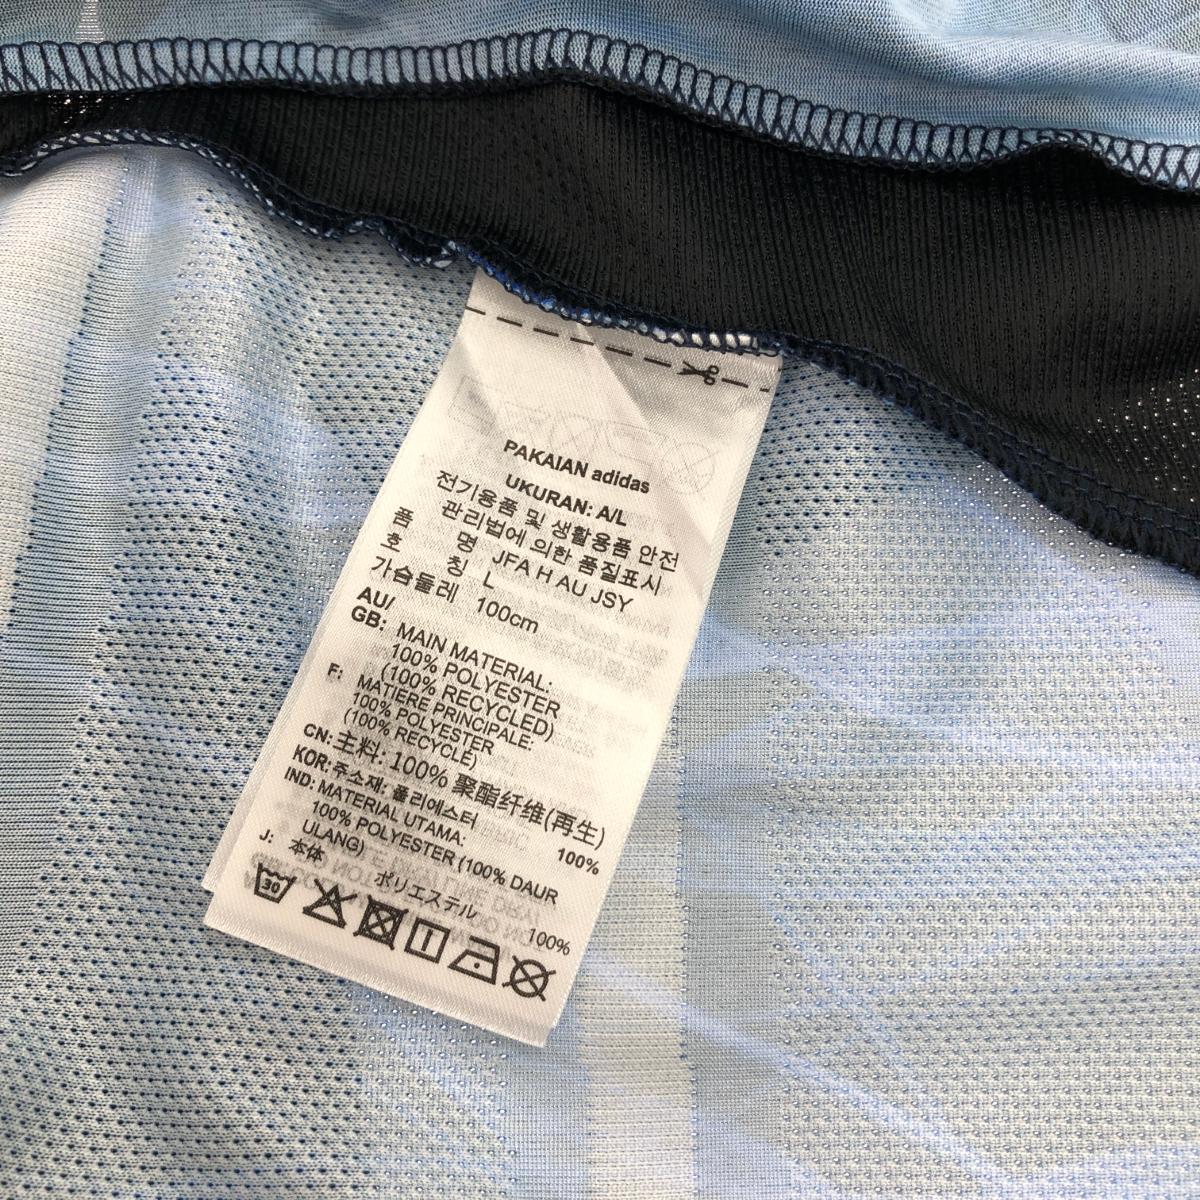 PAKAIAN adidas
UKURAN: A/L
전기용품 및 생활용품 안전
관리법에 의한 품질표시
품 명 JFA H AU JSY
호 칭 L
가슴둘레 100cm
AU/
GB: MAIN MATERIAL:
100% POLYESTER
(100% RECYCLED)
F: MATIERE PRINCIPALE:
100% POLYESTER
(100% RECYCLÉ)
CN: 主料: 100% 聚酯纤维(再生)
KOR: 주소재: 폴리에스터 100%
IND: MATERIAL UTAMA:
100% POLYESTER (100% DAUR
ULANG)
J: 本体 ポリエステル 100%
30